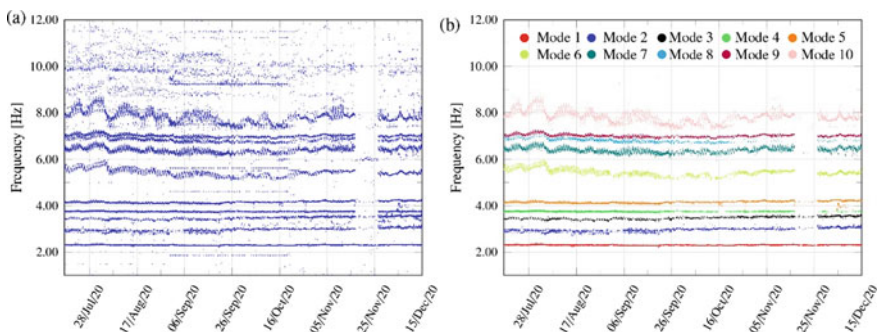 (a)
12.00
10.00
8.00
6.00
4.00
2.00
Frequency [Hz]
28/Jul/20
17/Aug/20
06/Sep/20
26/Sep/20
16/Oct/20
05/Nov/20
25/Nov/20
15/Dec/20
(b)
12.00
10.00
8.00
6.00
4.00
2.00
Frequency [Hz]
Mode 1 Mode 2 Mode 3 Mode 4 Mode 5
Mode 6 Mode 7 Mode 8 Mode 9 Mode 10
28/Jul/20
17/Aug/20
06/Sep/20
26/Sep/20
16/Oct/20
05/Nov/20
25/Nov/20
15/Dec/20